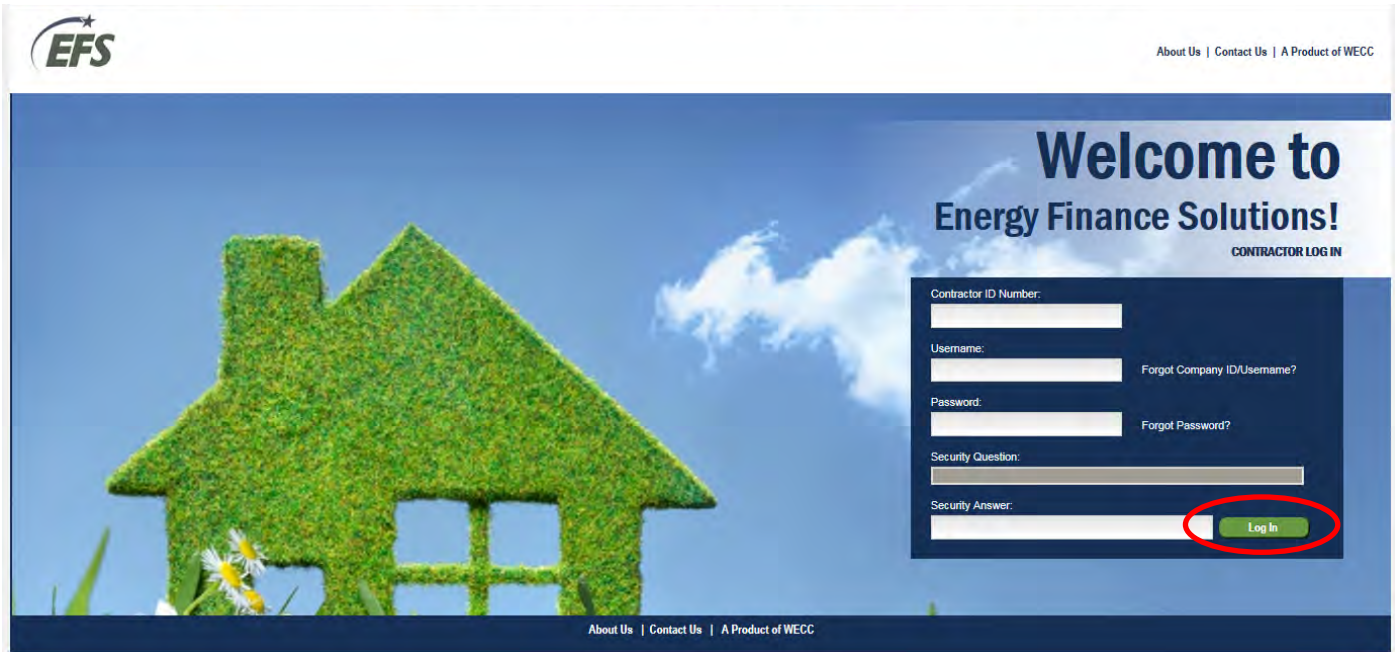 EFS
About Us | Contact Us | A Product of WECC
Welcome to
Energy Finance Solutions!
CONTRACTOR LOG IN
Contractor ID Number:
Username:
Forgot Company ID/Username?
Password:
Forgot Password?
Security Question:
Security Answer:
Log In
About Us | Contact Us | A Product of WECC